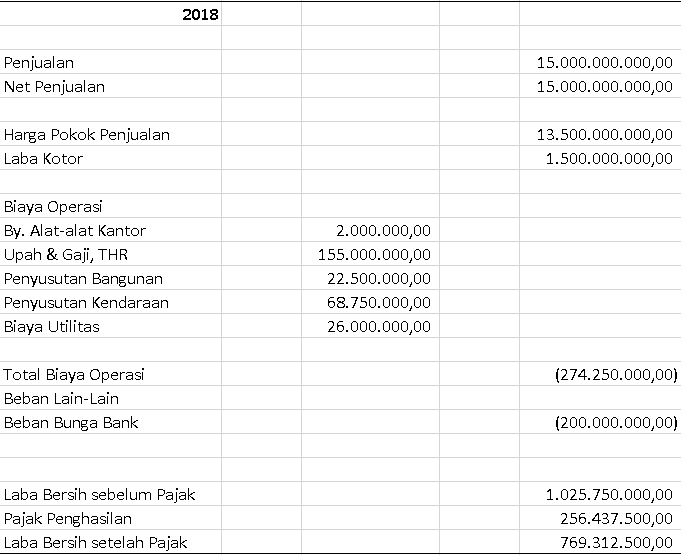 2018
Penjualan 15.000.000.000,00
Net Penjualan 15.000.000.000,00
Harga Pokok Penjualan 13.500.000.000,00
Laba Kotor 1.500.000.000,00
Biaya Operasi
By. Alat-alat Kantor 2.000.000,00
Upah & Gaji, THR 155.000.000,00
Penyusutan Bangunan 22.500.000,00
Penyusutan Kendaraan 68.750.000,00
Biaya Utilitas 26.000.000,00
Total Biaya Operasi (274.250.000,00)
Beban Lain-Lain
Beban Bunga Bank (200.000.000,00)
Laba Bersih sebelum Pajak 1.025.750.000,00
Pajak Penghasilan 256.437.500,00
Laba Bersih setelah Pajak 769.312.500,00